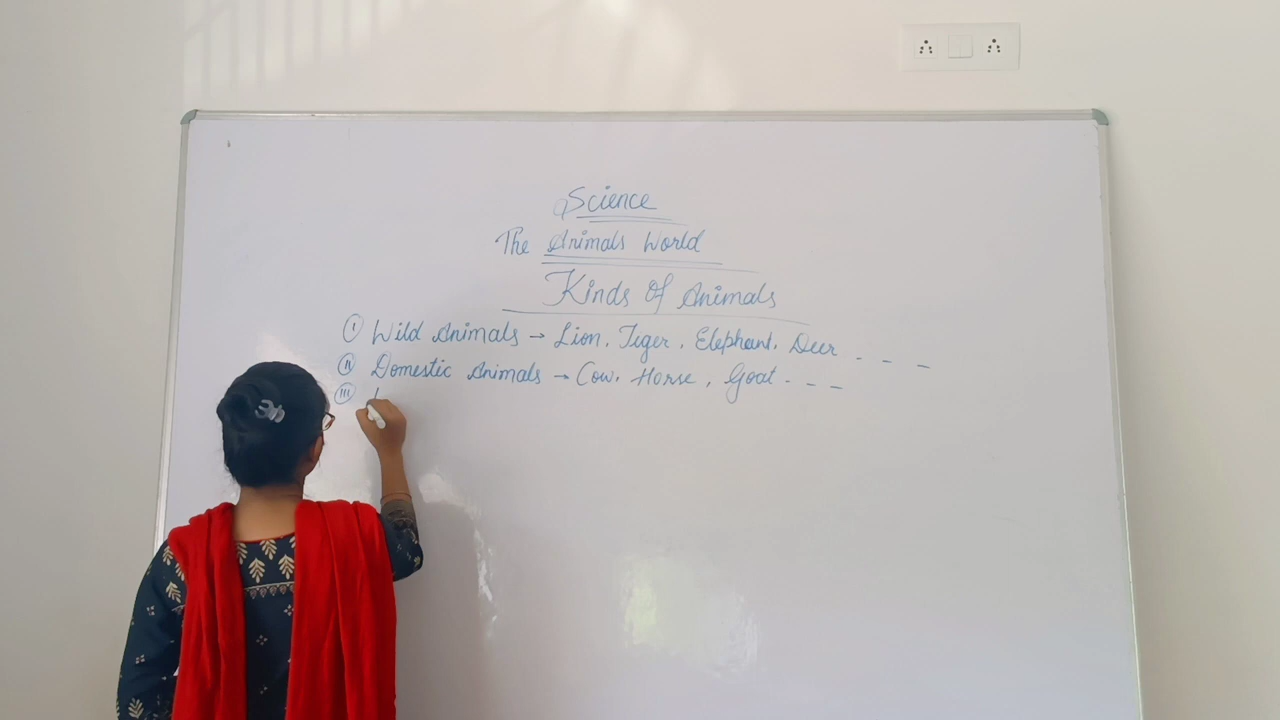 Science
The Animals World
Kinds Of Animals
(I) Wild Animals → Lion, Tiger, Elephant, Deer - - -
(II) Domestic Animals → Cow, Horse, Goat - - - -
(III)